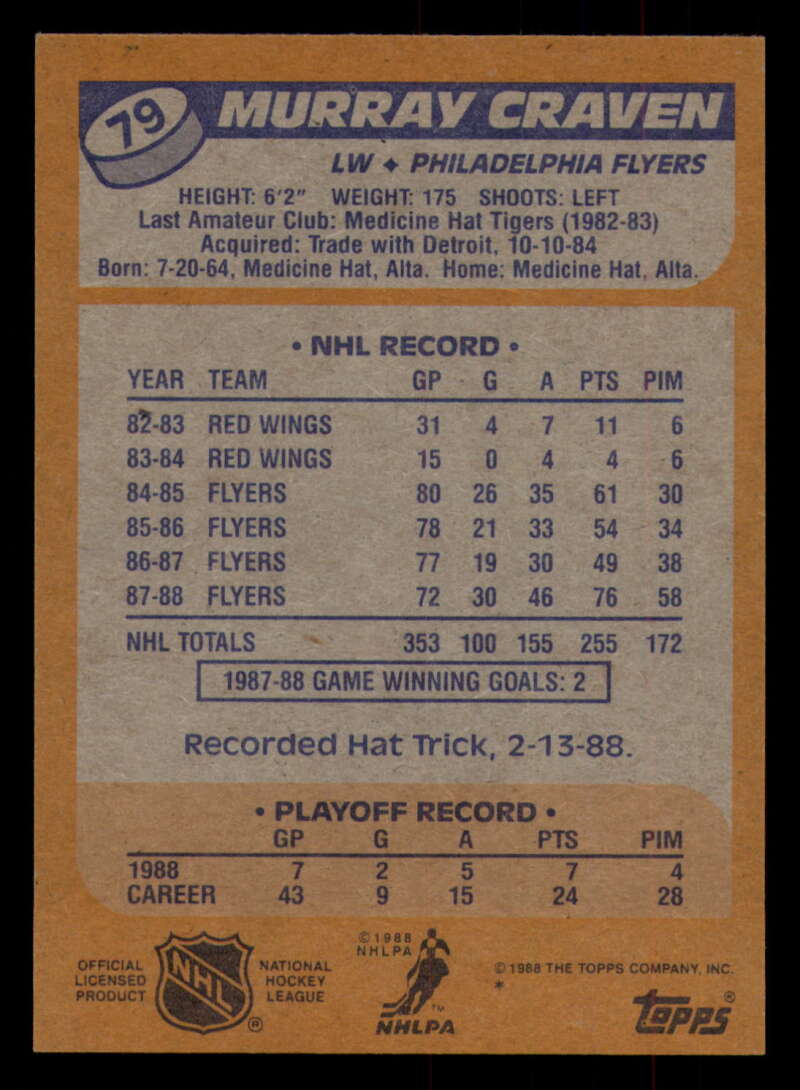 79 MURRAY CRAVEN
LW ♦ PHILADELPHIA FLYERS
HEIGHT: 6'2" WEIGHT: 175 SHOOTS: LEFT
Last Amateur Club: Medicine Hat Tigers (1982-83)
Acquired: Trade with Detroit, 10-10-84
Born: 7-20-64, Medicine Hat, Alta. Home: Medicine Hat, Alta.
• NHL RECORD •
YEAR TEAM GP G A PTS PIM
82-83 RED WINGS 31 4 7 11 6
83-84 RED WINGS 15 0 4 4 6
84-85 FLYERS 80 26 35 61 30
85-86 FLYERS 78 21 33 54 34
86-87 FLYERS 77 19 30 49 38
87-88 FLYERS 72 30 46 76 58
NHL TOTALS 353 100 155 255 172
1987-88 GAME WINNING GOALS: 2
Recorded Hat Trick, 2-13-88.
• PLAYOFF RECORD •
GP G A PTS PIM
1988 7 2 5 7 4
CAREER 43 9 15 24 28
OFFICIAL
LICENSED
PRODUCT
NHL
®
NATIONAL
HOCKEY
LEAGUE
©1988
NHLPA
™
NHLPA
©1988 THE TOPPS COMPANY, INC.
*
TOPPS®